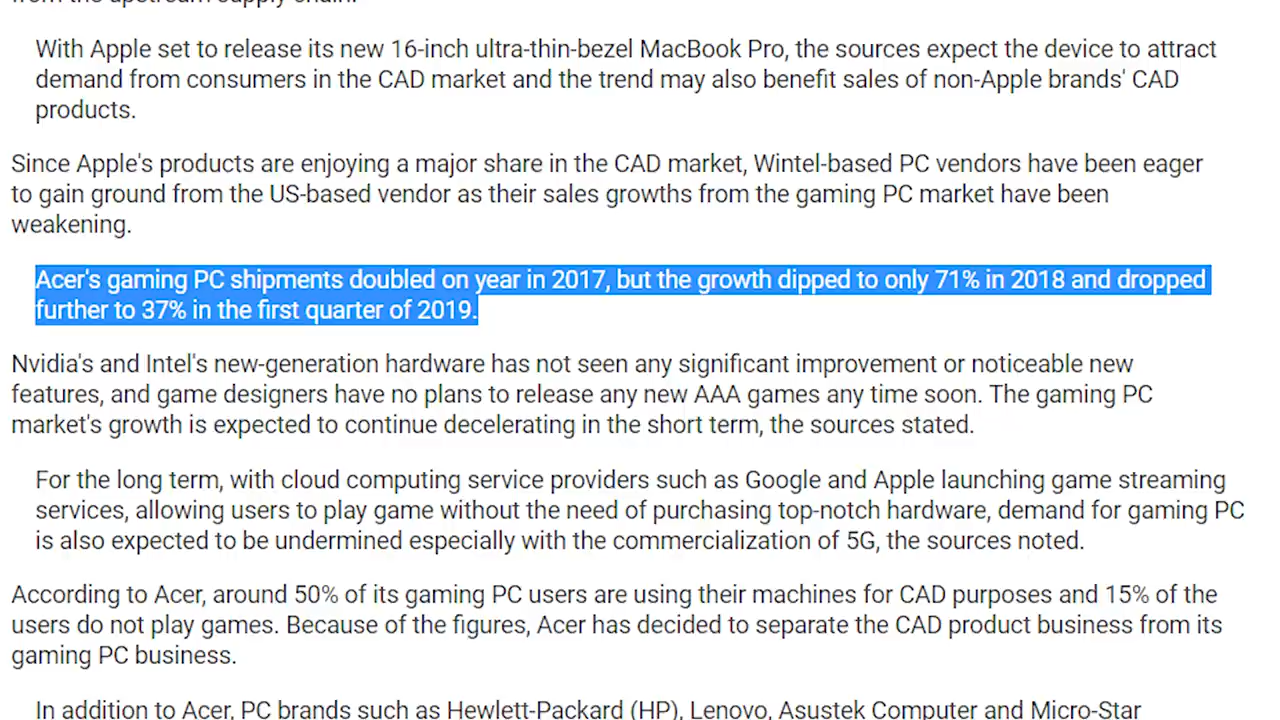 from the upstream supply chain.
With Apple set to release its new 16-inch ultra-thin-bezel MacBook Pro, the sources expect the device to attract
demand from consumers in the CAD market and the trend may also benefit sales of non-Apple brands' CAD
products.
Since Apple's products are enjoying a major share in the CAD market, Wintel-based PC vendors have been eager
to gain ground from the US-based vendor as their sales growths from the gaming PC market have been
weakening.
Acer's gaming PC shipments doubled on year in 2017, but the growth dipped to only 71% in 2018 and dropped
further to 37% in the first quarter of 2019.
Nvidia's and Intel's new-generation hardware has not seen any significant improvement or noticeable new
features, and game designers have no plans to release any new AAA games any time soon. The gaming PC
market's growth is expected to continue decelerating in the short term, the sources stated.
For the long term, with cloud computing service providers such as Google and Apple launching game streaming
services, allowing users to play game without the need of purchasing top-notch hardware, demand for gaming PC
is also expected to be undermined especially with the commercialization of 5G, the sources noted.
According to Acer, around 50% of its gaming PC users are using their machines for CAD purposes and 15% of the
users do not play games. Because of the figures, Acer has decided to separate the CAD product business from its
gaming PC business.
In addition to Acer, PC brands such as Hewlett-Packard (HP), Lenovo, Asustek Computer and Micro-Star